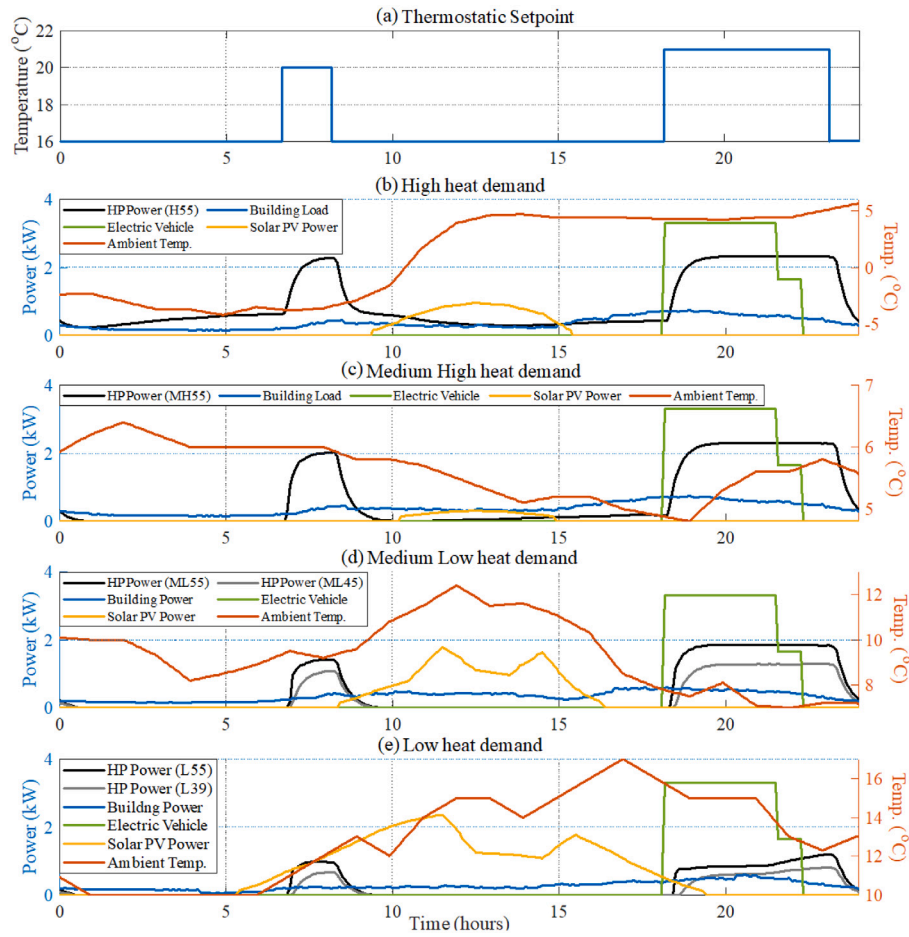 (a) Thermostatic Setpoint
Temperature (°C)
22
20
18
16
0 5 10 15 20
(b) High heat demand
Power (kW)
4
2
0
HP Power (H55) Building Load
Electric Vehicle Solar PV Power
Ambient Temp.
5
0
-5
Temp. (°C)
0 5 10 15 20
(c) Medium High heat demand
Power (kW)
4
2
0
HP Power (MH55) Building Load Electric Vehicle Solar PV Power Ambient Temp.
7
6
5
Temp. (°C)
0 5 10 15 20
(d) Medium Low heat demand
Power (kW)
4
2
0
HP Power (ML55) HP Power (ML45)
Building Power Electric Vehicle
Solar PV Power Ambient Temp.
12
10
8
Temp. (°C)
0 5 10 15 20
(e) Low heat demand
Power (kW)
4
2
0
HP Power (L55)
HP Power (L39)
Buildng Power
Electric Vehicle
Solar PV Power
Ambient Temp.
16
14
12
10
Temp. (°C)
0 5 10 15 20
Time (hours)